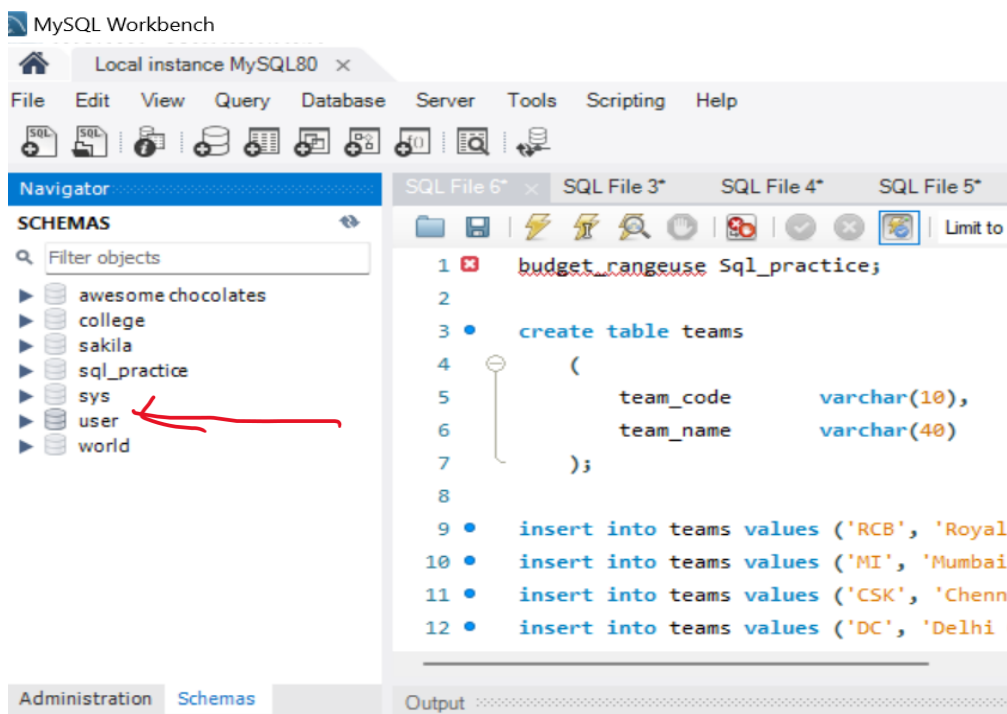 MySQL Workbench
Local instance MySQL80
File Edit View Query Database Server Tools Scripting Help
Navigator
SCHEMAS
Filter objects
awesome chocolates
college
sakila
sql_practice
sys
user
world
Administration Schemas
SQL File 6* SQL File 3* SQL File 4* SQL File 5*
Limit to
1 budget_rangeuse Sql_practice;
2
3 create table teams
4 (
5 team_code varchar(10),
6 team_name varchar(40)
7 );
8
9 insert into teams values ('RCB', 'Royal
10 insert into teams values ('MI', 'Mumbai
11 insert into teams values ('CSK', 'Chenn
12 insert into teams values ('DC', 'Delhi
Output